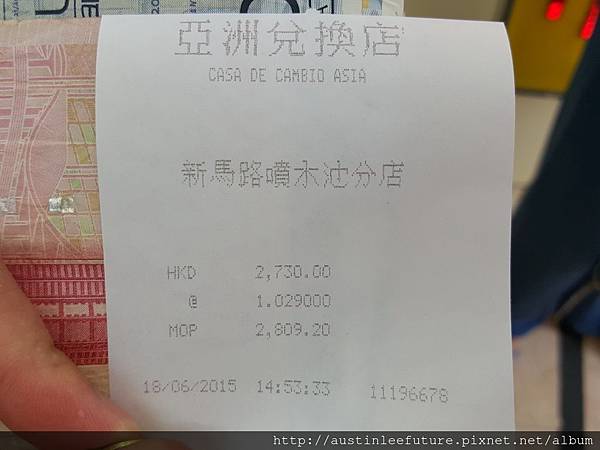 亞洲兌換店
CASA DE CAMBIO ASIA
新馬路噴水池分店
HKD 2,730.00
@ 1.029000
MOP 2,809.20
18/06/2015 14:53:33 11196678
http://austinleefuture.pixnet.net/album